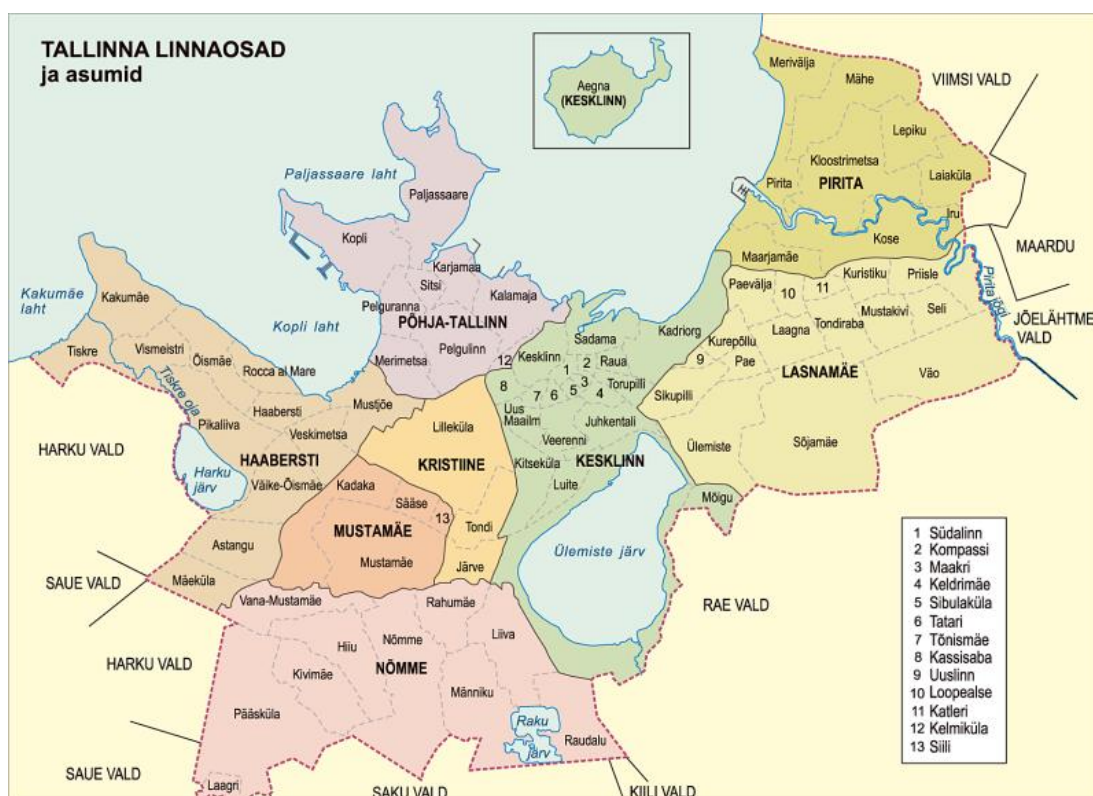 TALLINNA LINNAOSAD
ja asumid
Aegna
(KESKLINN)
Merivälja
Mähe
VIIMSI VALD
Lepiku
Kloostrimetsa
Pirita
PIRITA
Laiaküla
Iru
Kose
MAARDU
Maarjamäe
Pirita jõgi
JÕELÄHTME
VALD
Paljassaare laht
Paljassaare
Kopli
Karjamaa
Sitsi
Kalamaja
Pelguranna
PÕHJA-TALLINN
Pelgulinn
Merimetsa
12
Kakumäe
laht
Kakumäe
Kopli laht
Tiskre
Vismeistri
Õismäe
Rocca al Mare
Tiskre oja
Pikaliiva
Haabersti
Mustjõe
Veskimetsa
HAABERSTI
Harku
järv
Väike-Õismäe
Astangu
Mäeküla
HARKU VALD
SAUE VALD
HARKU VALD
SAUE VALD
Lilleküla
KRISTIINE
Tondi
Järve
Kadaka
Sääse
13
MUSTAMÄE
Mustamäe
Kesklinn
Sadama
Kadriorg
1
2
Raua
8
7
6
5
3
4
Torupilli
Uus
Maailm
Juhkentali
Veerenni
Kitseküla
KESKLINN
Luite
Ülemiste järv
Mõigu
Paevälja
10
11
Kuristiku
Priisle
Laagna
Tondiraba
Mustakivi
Seli
Kurepõllu
9
Pae
LASNAMÄE
Väo
Sikupilli
Ülemiste
Sõjamäe
RAE VALD
Vana-Mustamäe
Rahumäe
Hiiu
Nõmme
Liiva
Kivimäe
NÕMME
Pääsküla
Männiku
Raku
järv
Raudalu
Laagri
SAKU VALD
KIILI VALD
1 Südalinn
2 Kompassi
3 Maakri
4 Keldrimäe
5 Sibulaküla
6 Tatari
7 Tõnismäe
8 Kassisaba
9 Uuslinn
10 Loopealse
11 Katleri
12 Kelmiküla
13 Siili